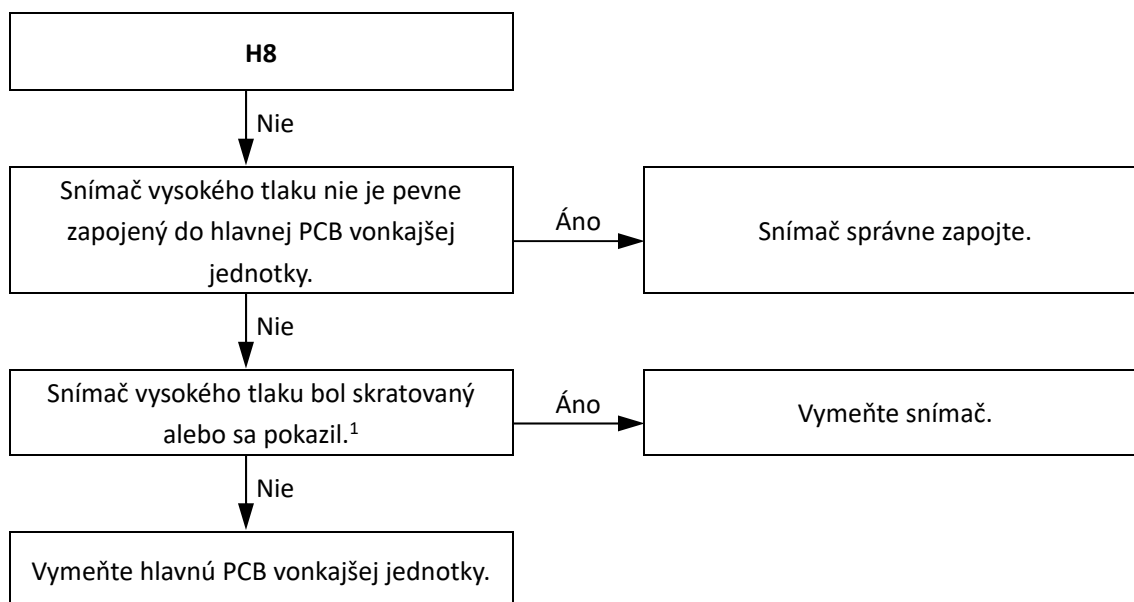 H8
Nie
Snímač vysokého tlaku nie je pevne
zapojený do hlavnej PCB vonkajšej
jednotky.
Áno
Snímač správne zapojte.
Nie
Snímač vysokého tlaku bol skratovaný
alebo sa pokazil.¹
Áno
Vymeňte snímač.
Nie
Vymeňte hlavnú PCB vonkajšej jednotky.